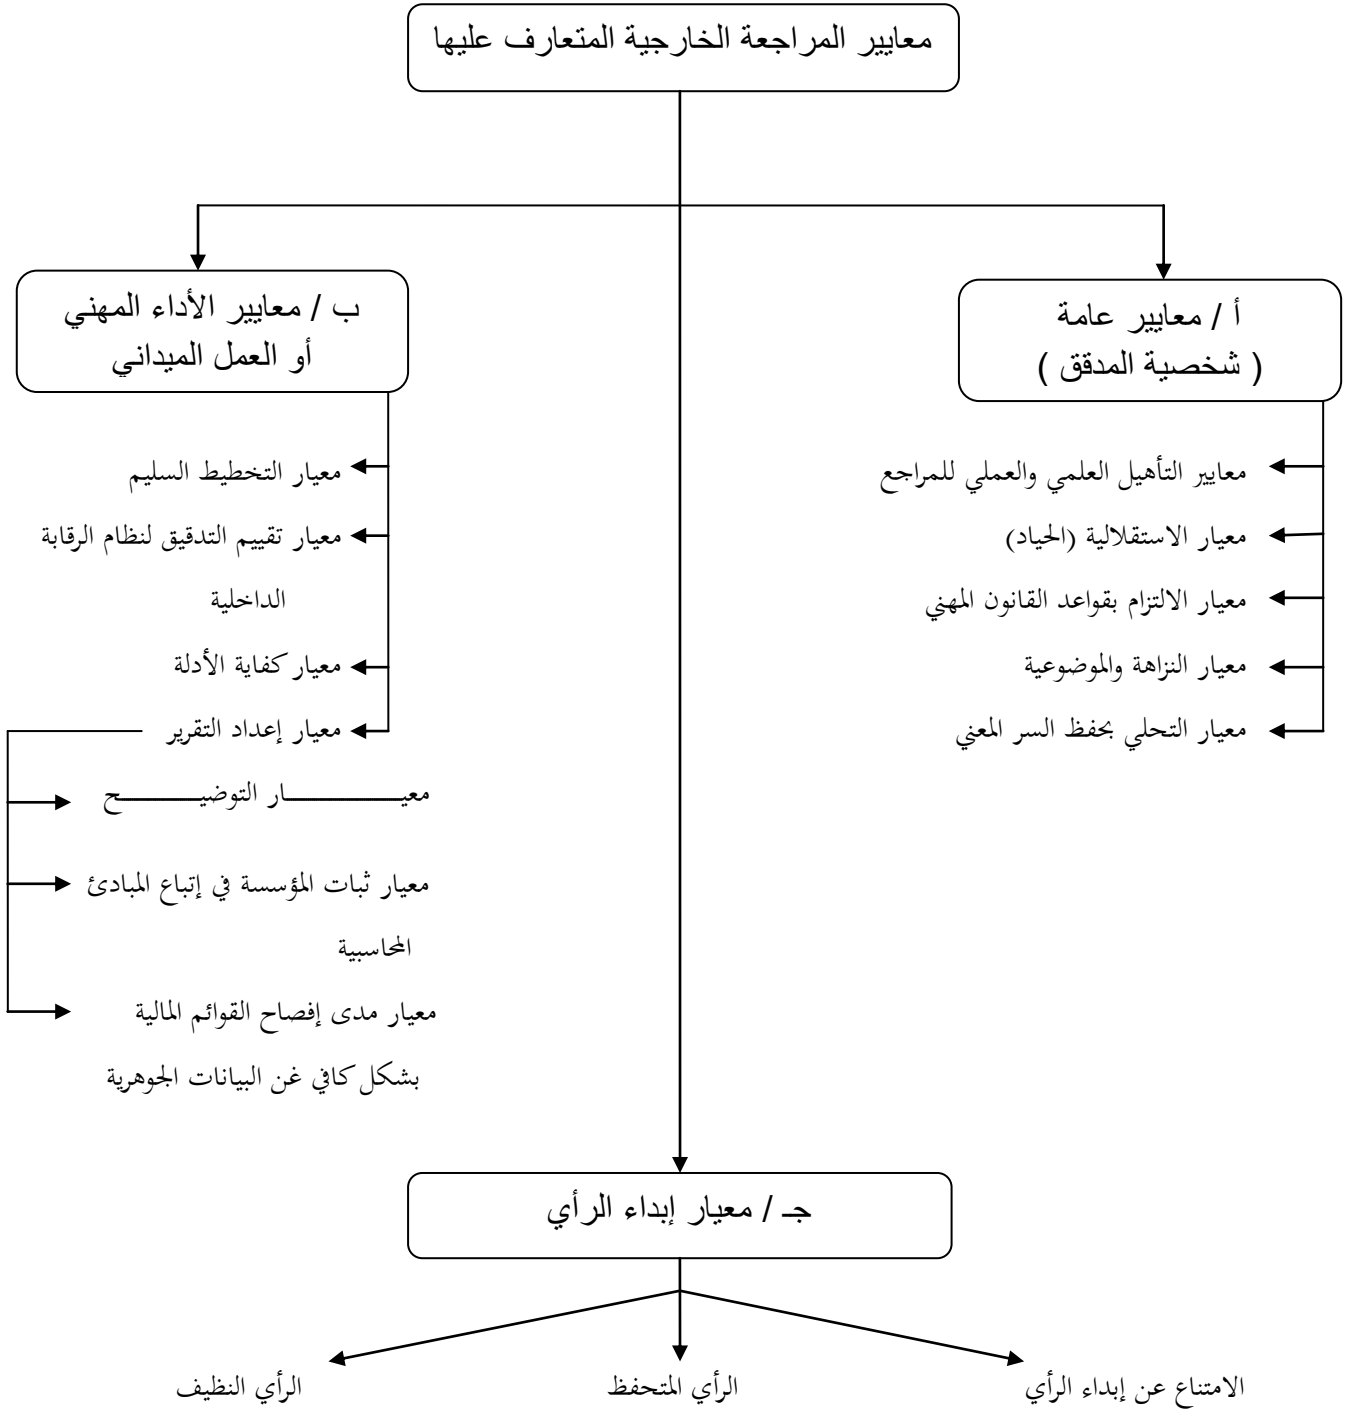 معايير المراجعة الخارجية المتعارف عليها
أ / معايير عامة
( شخصية المدقق )
معايير التأهيل العلمي والعملي للمراجع
معيار الاستقلالية (الحياد)
معيار الالتزام بقواعد القانون المهني
معيار النزاهة والموضوعية
معيار التحلي بحفظ السر المعني
ب / معايير الأداء المهني
أو العمل الميداني
معيار التخطيط السليم
معيار تقييم التدقيق لنظام الرقابة
الداخلية
معيار كفاية الأدلة
معيار إعداد التقرير
معيـــــــــــــار التوضيـــــــــح
معيار ثبات المؤسسة في إتباع المبادئ
المحاسبية
معيار مدى إفصاح القوائم المالية
بشكل كافي غن البيانات الجوهرية
جـ / معيار إبداء الرأي
الامتناع عن إبداء الرأي
الرأي المتحفظ
الرأي النظيف